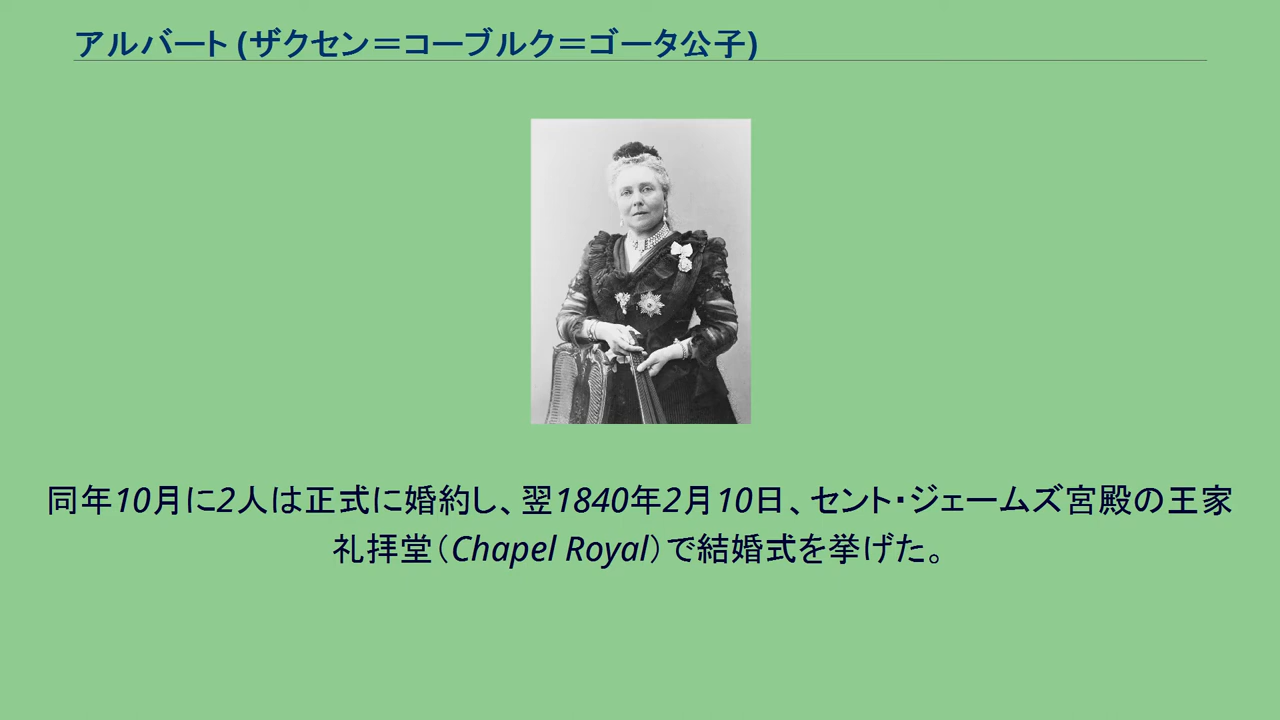 アルバート (ザクセン＝コーブルク＝ゴータ公子)
同年10月に2人は正式に婚約し、翌1840年2月10日、セント・ジェームズ宮殿の王家
礼拝堂（Chapel Royal）で結婚式を挙げた。